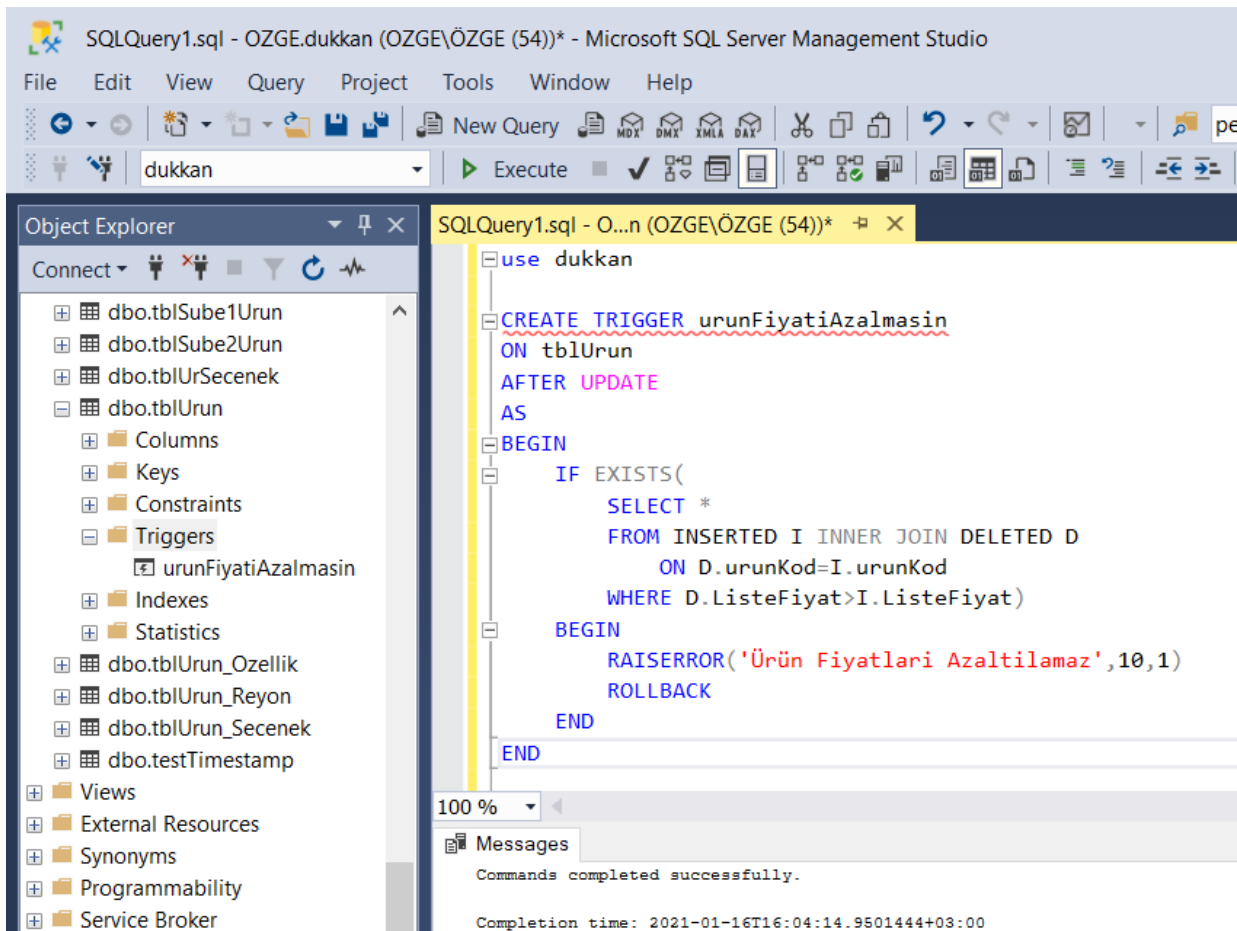 SQLQuery1.sql - OZGE.dukkan (OZGE\ÖZGE (54))* - Microsoft SQL Server Management Studio
File Edit View Query Project Tools Window Help
New Query MDX DMX XMLA DAX pe
dukkan Execute
Object Explorer
Connect
dbo.tblSube1Urun
dbo.tblSube2Urun
dbo.tblUrSecenek
dbo.tblUrun
Columns
Keys
Constraints
Triggers
urunFiyatiAzalmasin
Indexes
Statistics
dbo.tblUrun_Ozellik
dbo.tblUrun_Reyon
dbo.tblUrun_Secenek
dbo.testTimestamp
Views
External Resources
Synonyms
Programmability
Service Broker
SQLQuery1.sql - O...n (OZGE\ÖZGE (54))*
use dukkan
CREATE TRIGGER urunFiyatiAzalmasin
ON tblUrun
AFTER UPDATE
AS
BEGIN
IF EXISTS(
SELECT *
FROM INSERTED I INNER JOIN DELETED D
ON D.urunKod=I.urunKod
WHERE D.ListeFiyat>I.ListeFiyat)
BEGIN
RAISERROR('Ürün Fiyatlari Azaltilamaz',10,1)
ROLLBACK
END
END
100 %
Messages
Commands completed successfully.
Completion time: 2021-01-16T16:04:14.9501444+03:00